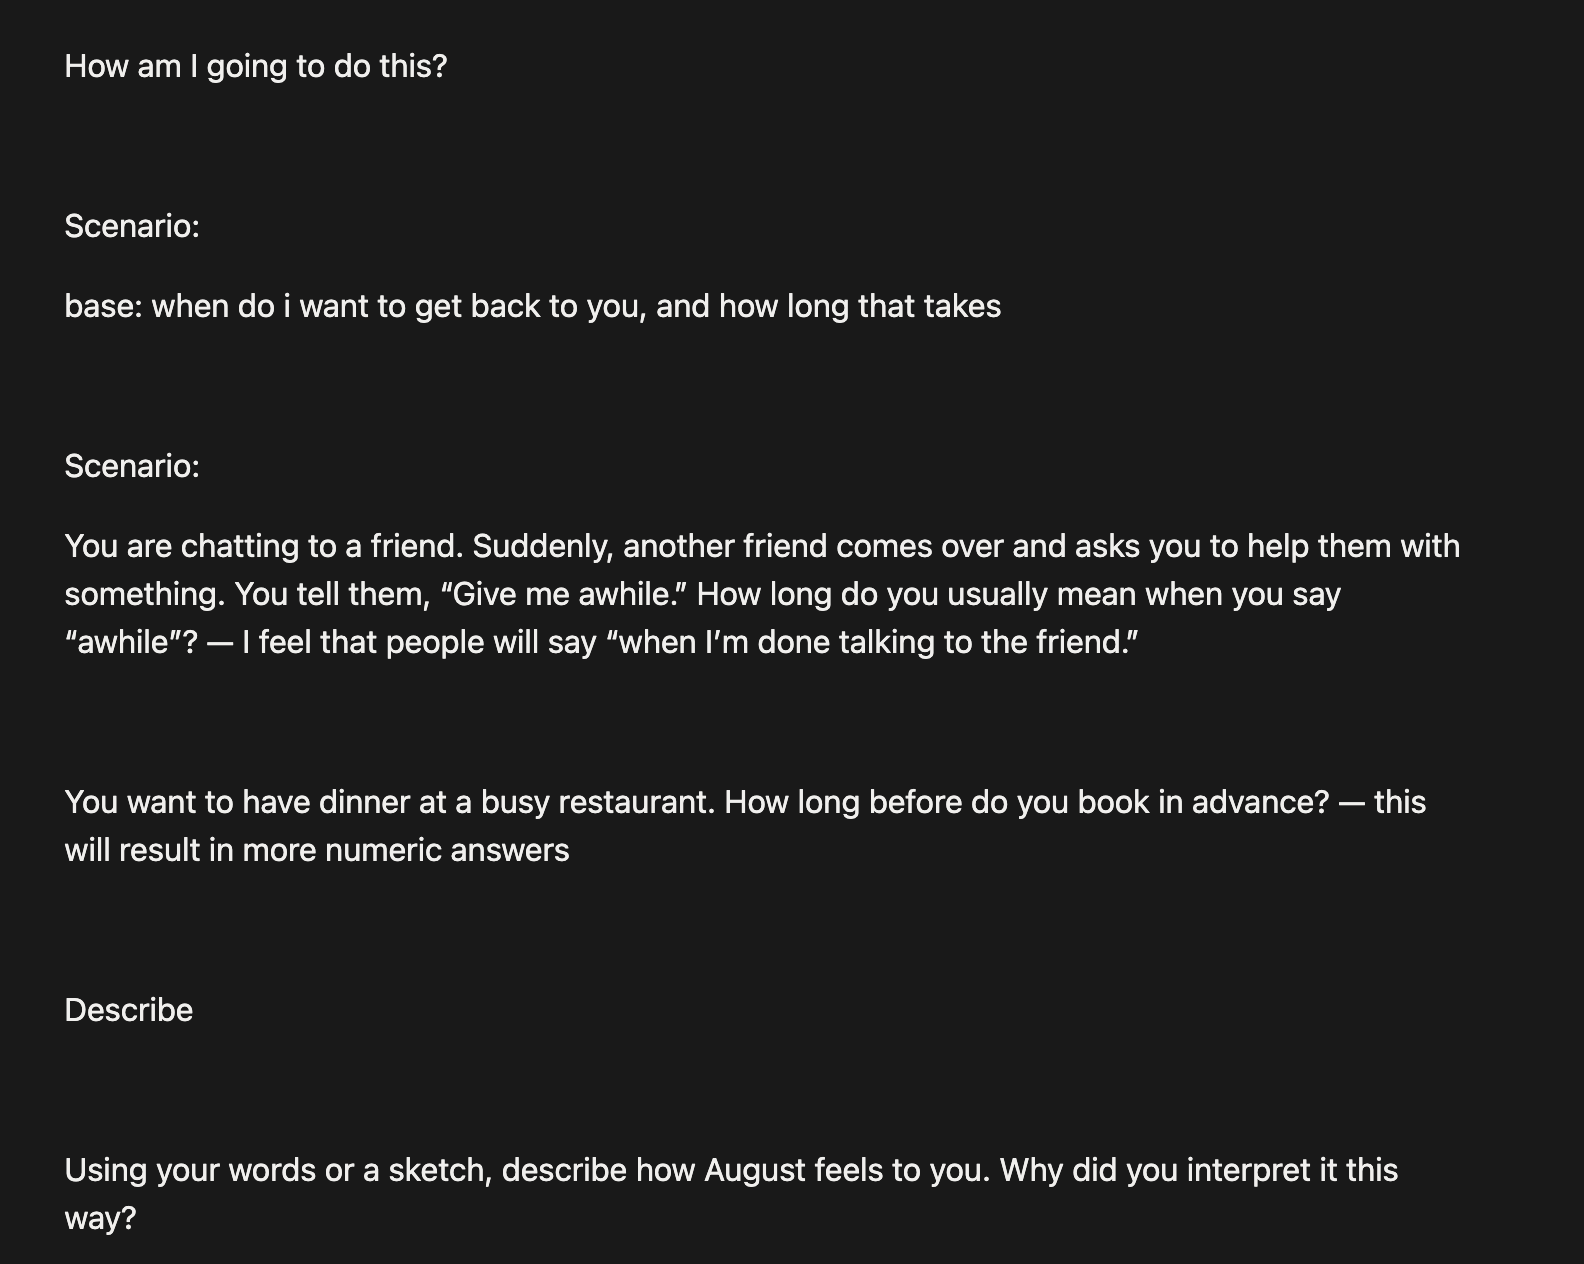 How am I going to do this?
Scenario:
base: when do i want to get back to you, and how long that takes
Scenario:
You are chatting to a friend. Suddenly, another friend comes over and asks you to help them with
something. You tell them, “Give me awhile.” How long do you usually mean when you say
“awhile”? — I feel that people will say “when I’m done talking to the friend.”
You want to have dinner at a busy restaurant. How long before do you book in advance? — this
will result in more numeric answers
Describe
Using your words or a sketch, describe how August feels to you. Why did you interpret it this
way?